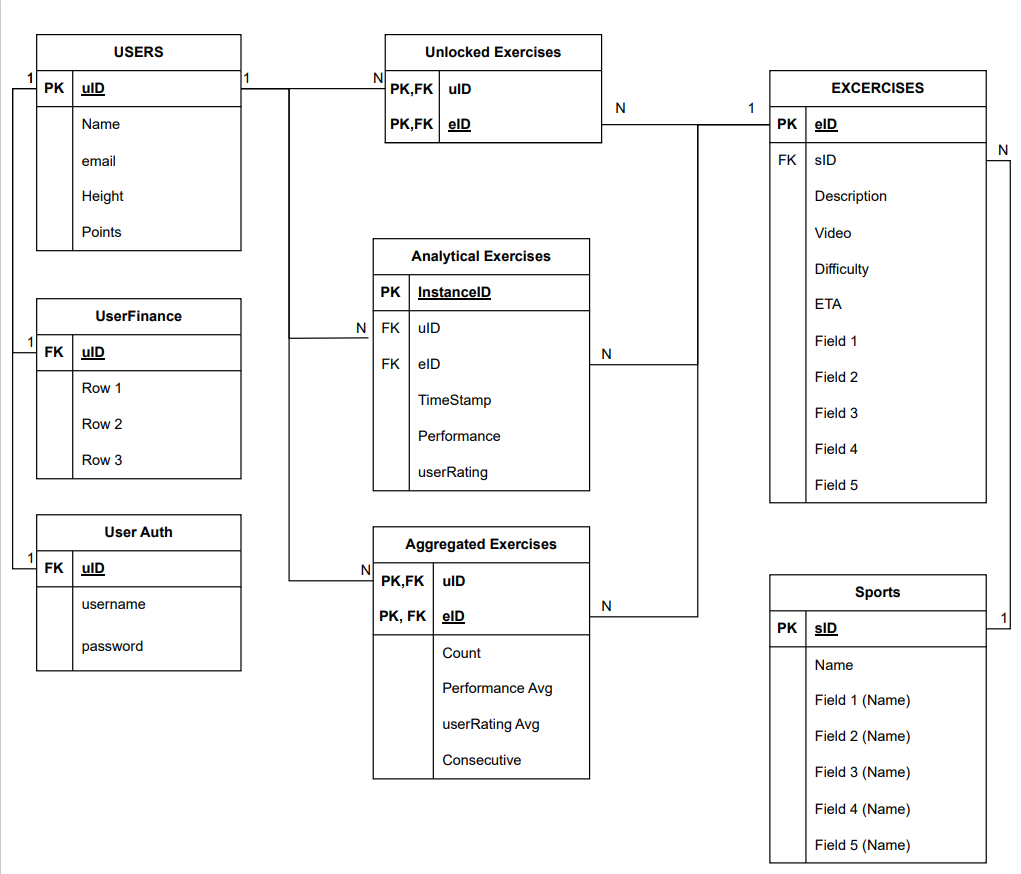 USERS
1
PK uID
1
Name
email
Height
Points
UserFinance
1
FK uID
Row 1
Row 2
Row 3
User Auth
1
FK uID
username
password
Unlocked Exercises
N
PK,FK uID
PK,FK eID
N
1
Analytical Exercises
PK InstanceID
N
FK uID
FK eID
N
TimeStamp
Performance
userRating
Aggregated Exercises
N
PK,FK uID
PK, FK eID
N
Count
Performance Avg
userRating Avg
Consecutive
EXCERCISES
PK eID
N
FK sID
Description
Video
Difficulty
ETA
Field 1
Field 2
Field 3
Field 4
Field 5
Sports
PK sID
1
Name
Field 1 (Name)
Field 2 (Name)
Field 3 (Name)
Field 4 (Name)
Field 5 (Name)